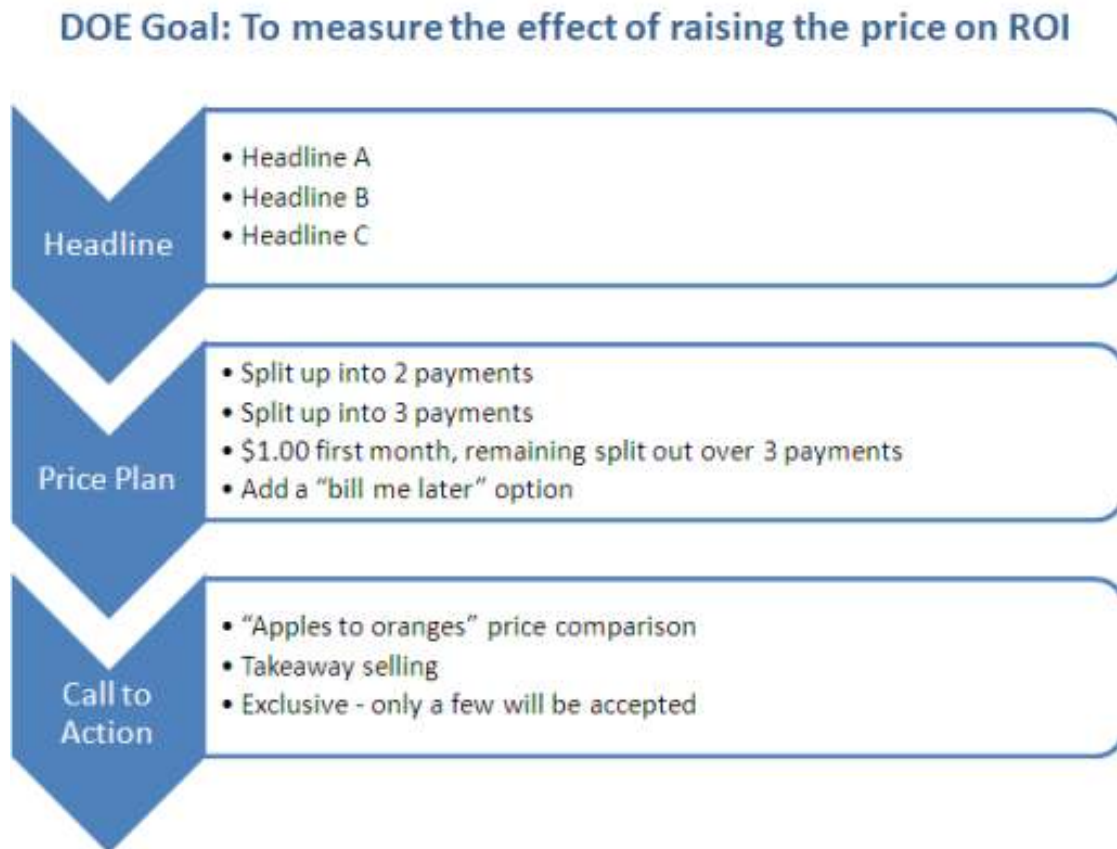 DOE Goal: To measure the effect of raising the price on ROI
Headline
• Headline A
• Headline B
• Headline C
Price Plan
• Split up into 2 payments
• Split up into 3 payments
• $1.00 first month, remaining split out over 3 payments
• Add a “bill me later” option
Call to
Action
• “Apples to oranges” price comparison
• Takeaway selling
• Exclusive - only a few will be accepted